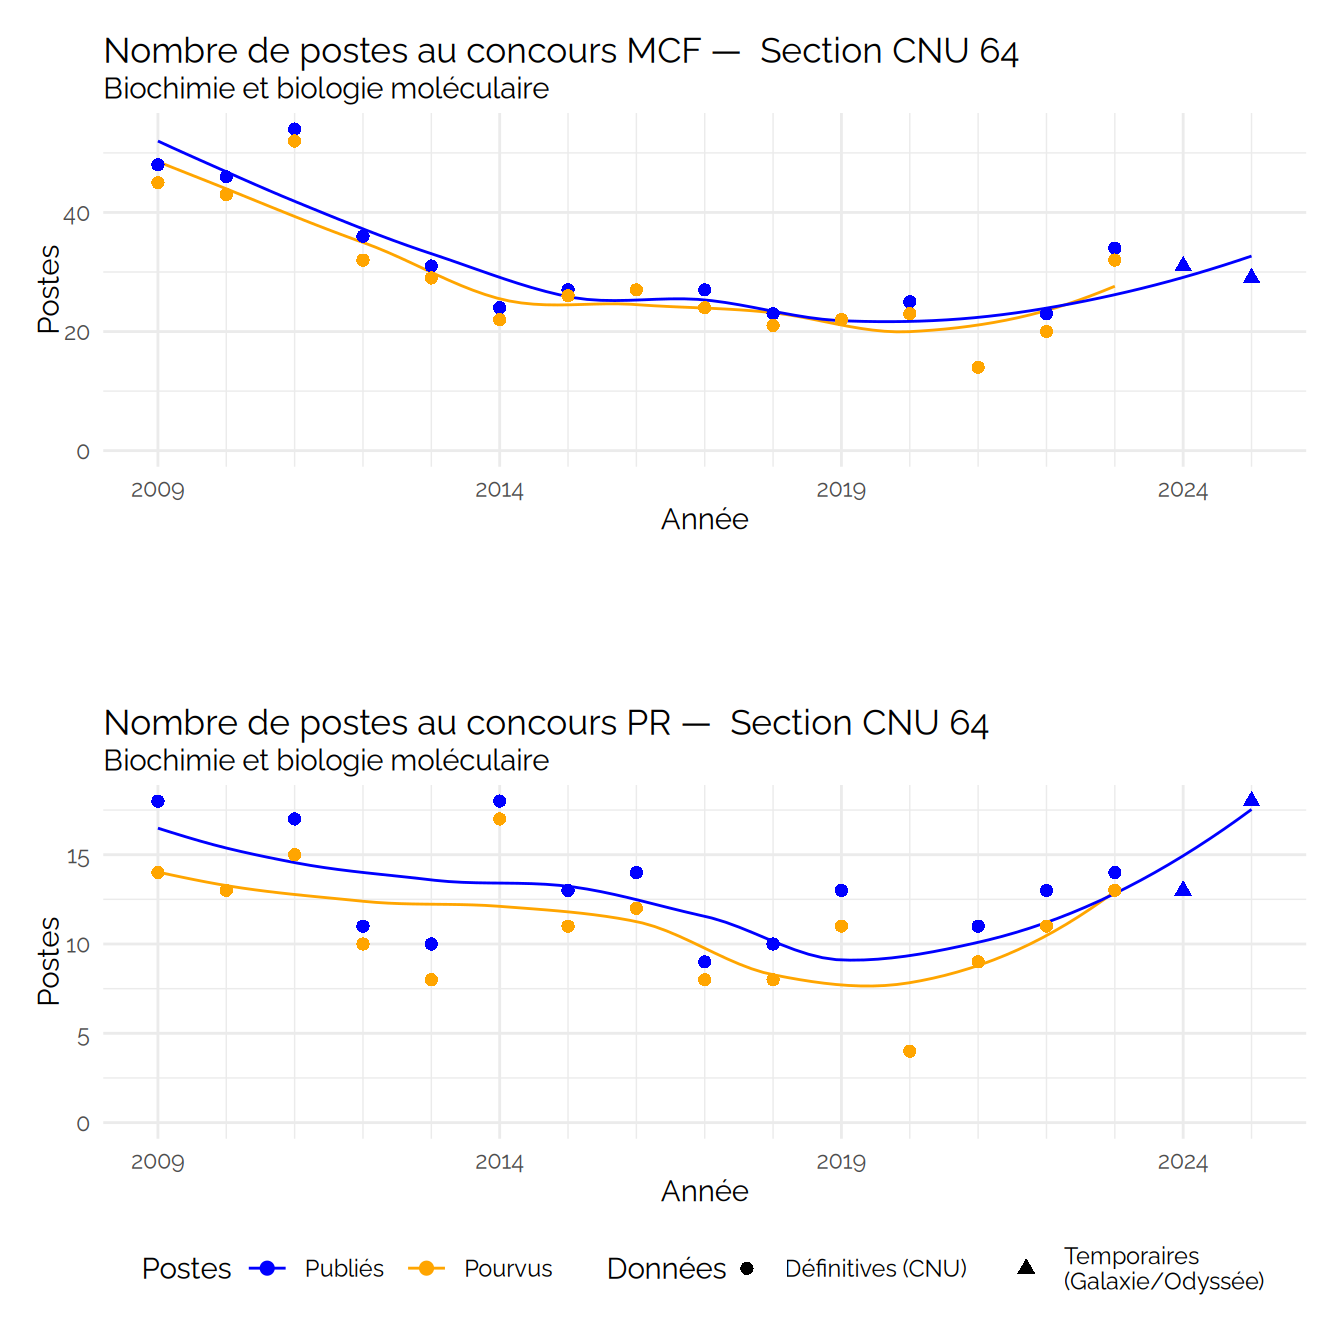 Nombre de postes au concours MCF — Section CNU 64
Biochimie et biologie moléculaire
Postes
40
20
0
2009 2014 2019 2024
Année
Nombre de postes au concours PR — Section CNU 64
Biochimie et biologie moléculaire
Postes
15
10
5
0
2009 2014 2019 2024
Année
Postes Publiés Pourvus Données Définitives (CNU) Temporaires
(Galaxie/Odyssée)